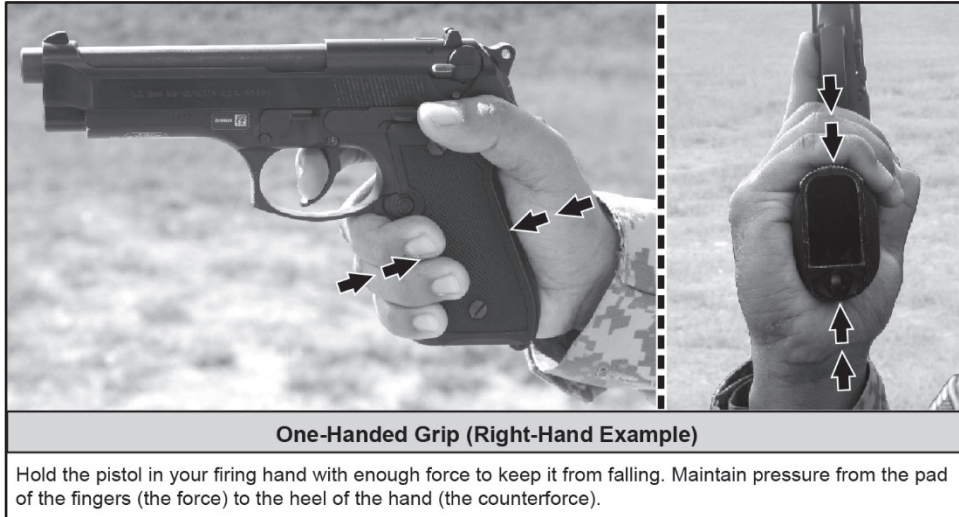 One-Handed Grip (Right-Hand Example)
Hold the pistol in your firing hand with enough force to keep it from falling. Maintain pressure from the pad
of the fingers (the force) to the heel of the hand (the counterforce).